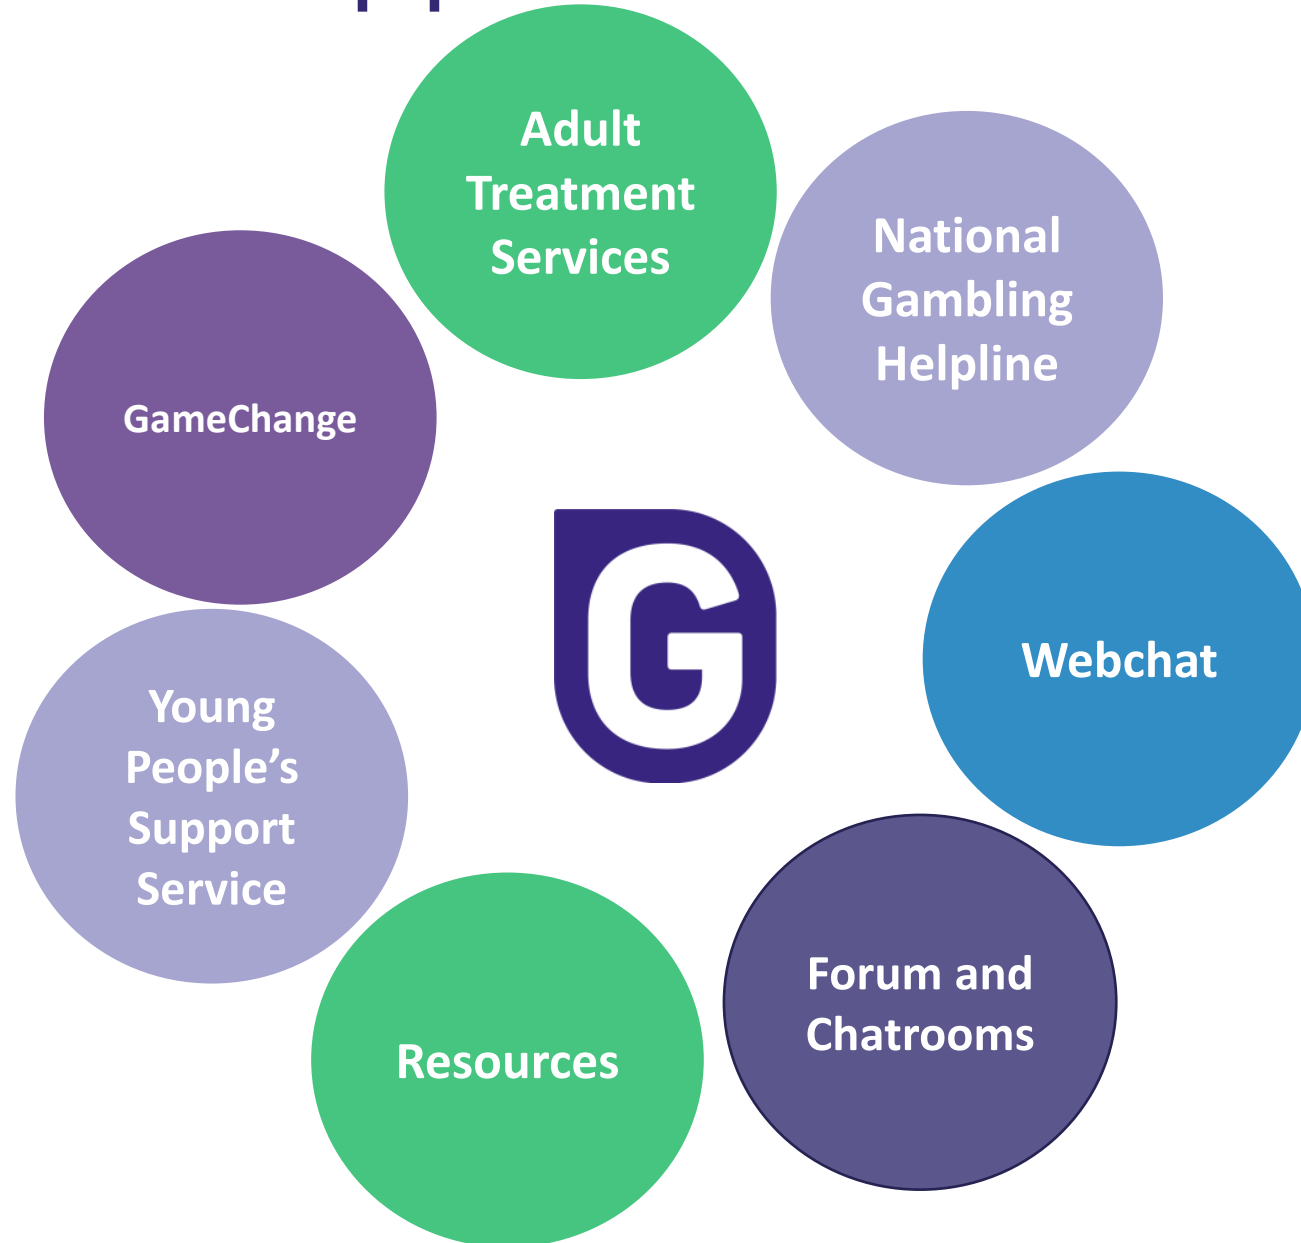 Adult
Treatment
Services
National
Gambling
Helpline
GameChange
G
Webchat
Young
People’s
Support
Service
Forum and
Chatrooms
Resources